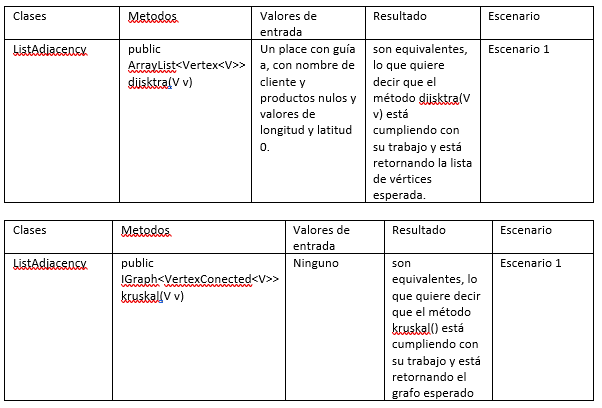 Clases Metodos Valores de entrada Resultado Escenario
ListAdjacency public ArrayList<Vertex<V>> dijsktra(V v) Un place con guía a, con nombre de cliente y productos nulos y valores de longitud y latitud 0. son equivalentes, lo que quiere decir que el método dijsktra(V v) está cumpliendo con su trabajo y está retornando la lista de vértices esperada. Escenario 1
Clases Metodos Valores de entrada Resultado Escenario
ListAdjacency public IGraph<VertexConected<V>> kruskal(V v) Ninguno son equivalentes, lo que quiere decir que el método kruskal() está cumpliendo con su trabajo y está retornando el grafo esperado Escenario 1